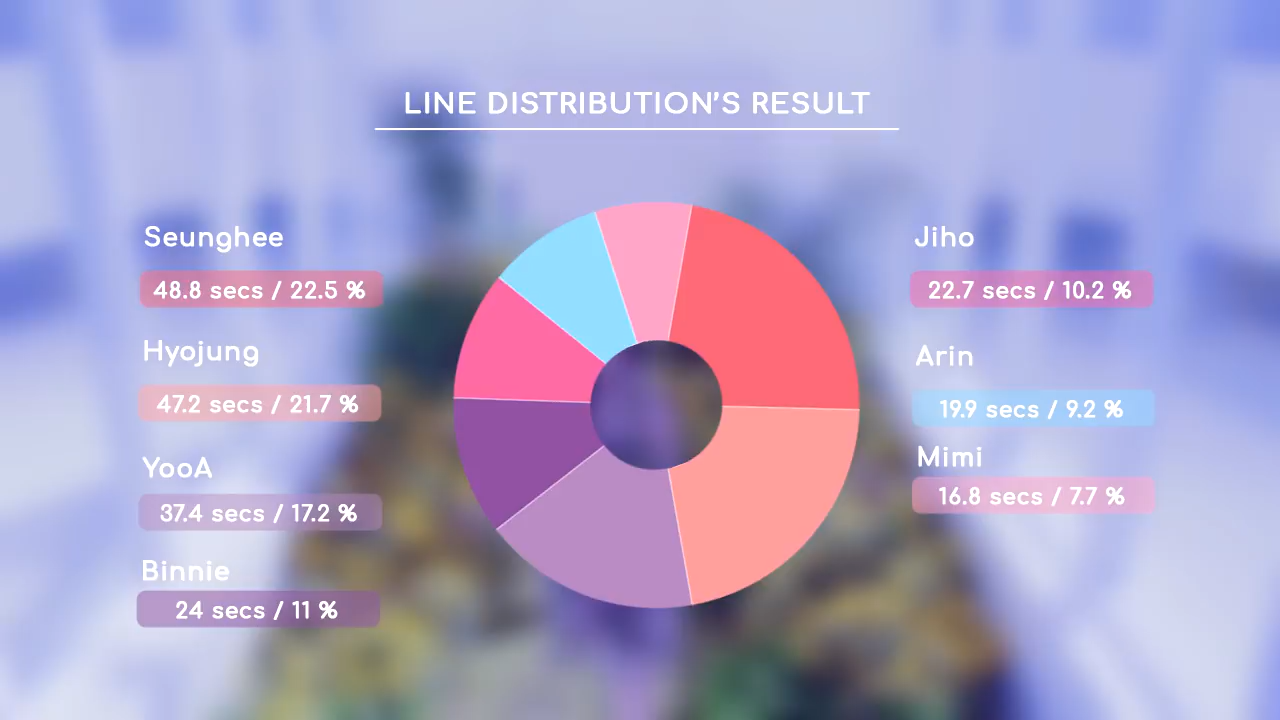 LINE DISTRIBUTION'S RESULT
Seunghee
48.8 secs / 22.5 %
Hyojung
47.2 secs / 21.7 %
YooA
37.4 secs / 17.2 %
Binnie
24 secs / 11 %
Jiho
22.7 secs / 10.2 %
Arin
19.9 secs / 9.2 %
Mimi
16.8 secs / 7.7 %